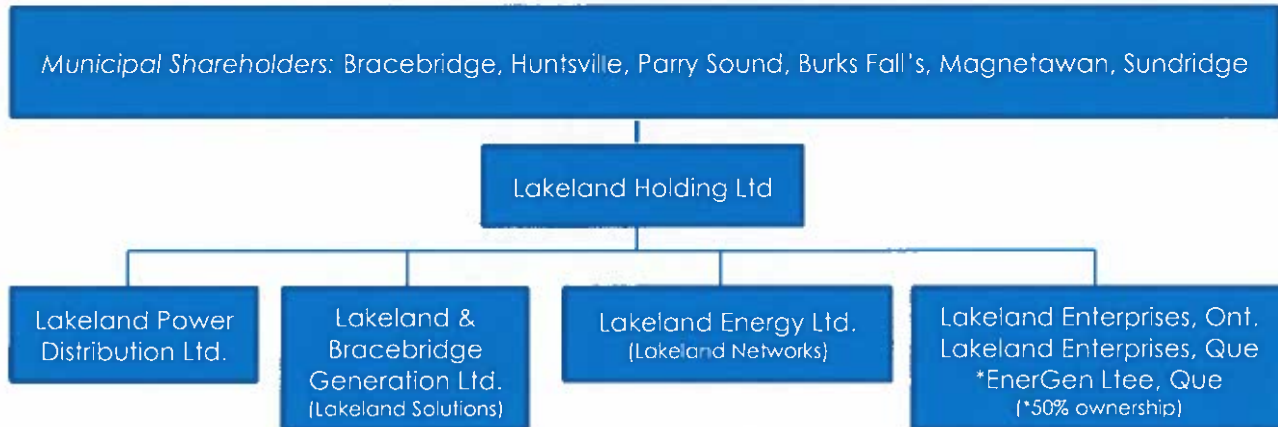 Municipal Shareholders: Bracebridge, Huntsville, Parry Sound, Burks Fall's, Magnetawan, Sundridge
Lakeland Holding Ltd
Lakeland Power
Distribution Ltd.
Lakeland &
Bracebridge
Generation Ltd.
(Lakeland Solutions)
Lakeland Energy Ltd.
(Lakeland Networks)
Lakeland Enterprises, Ont.
Lakeland Enterprises, Que
*EnerGen Ltee, Que
(*50% ownership)